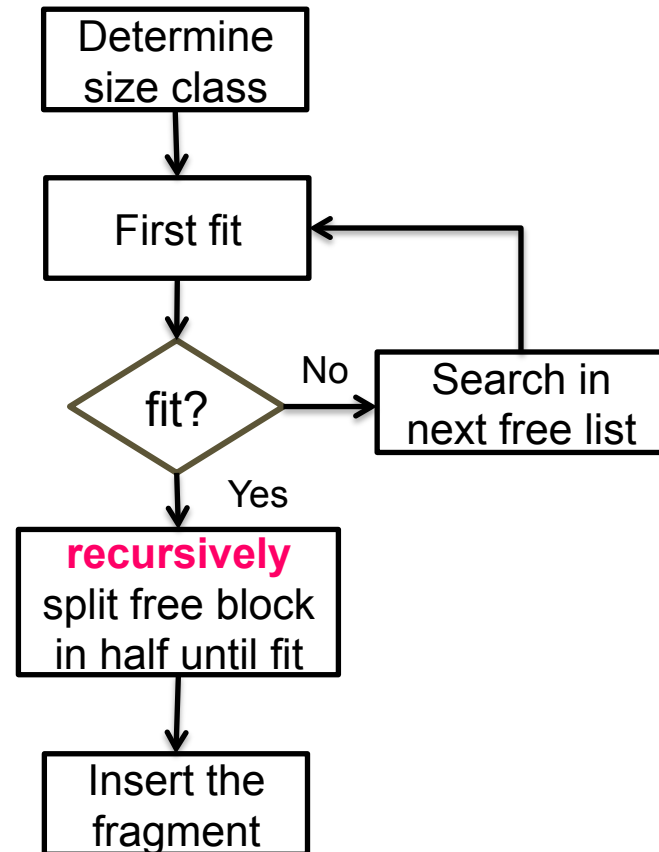 Determine
size class
First fit
fit?
No
Search in
next free list
Yes
recursively
split free block
in half until fit
Insert the
fragment